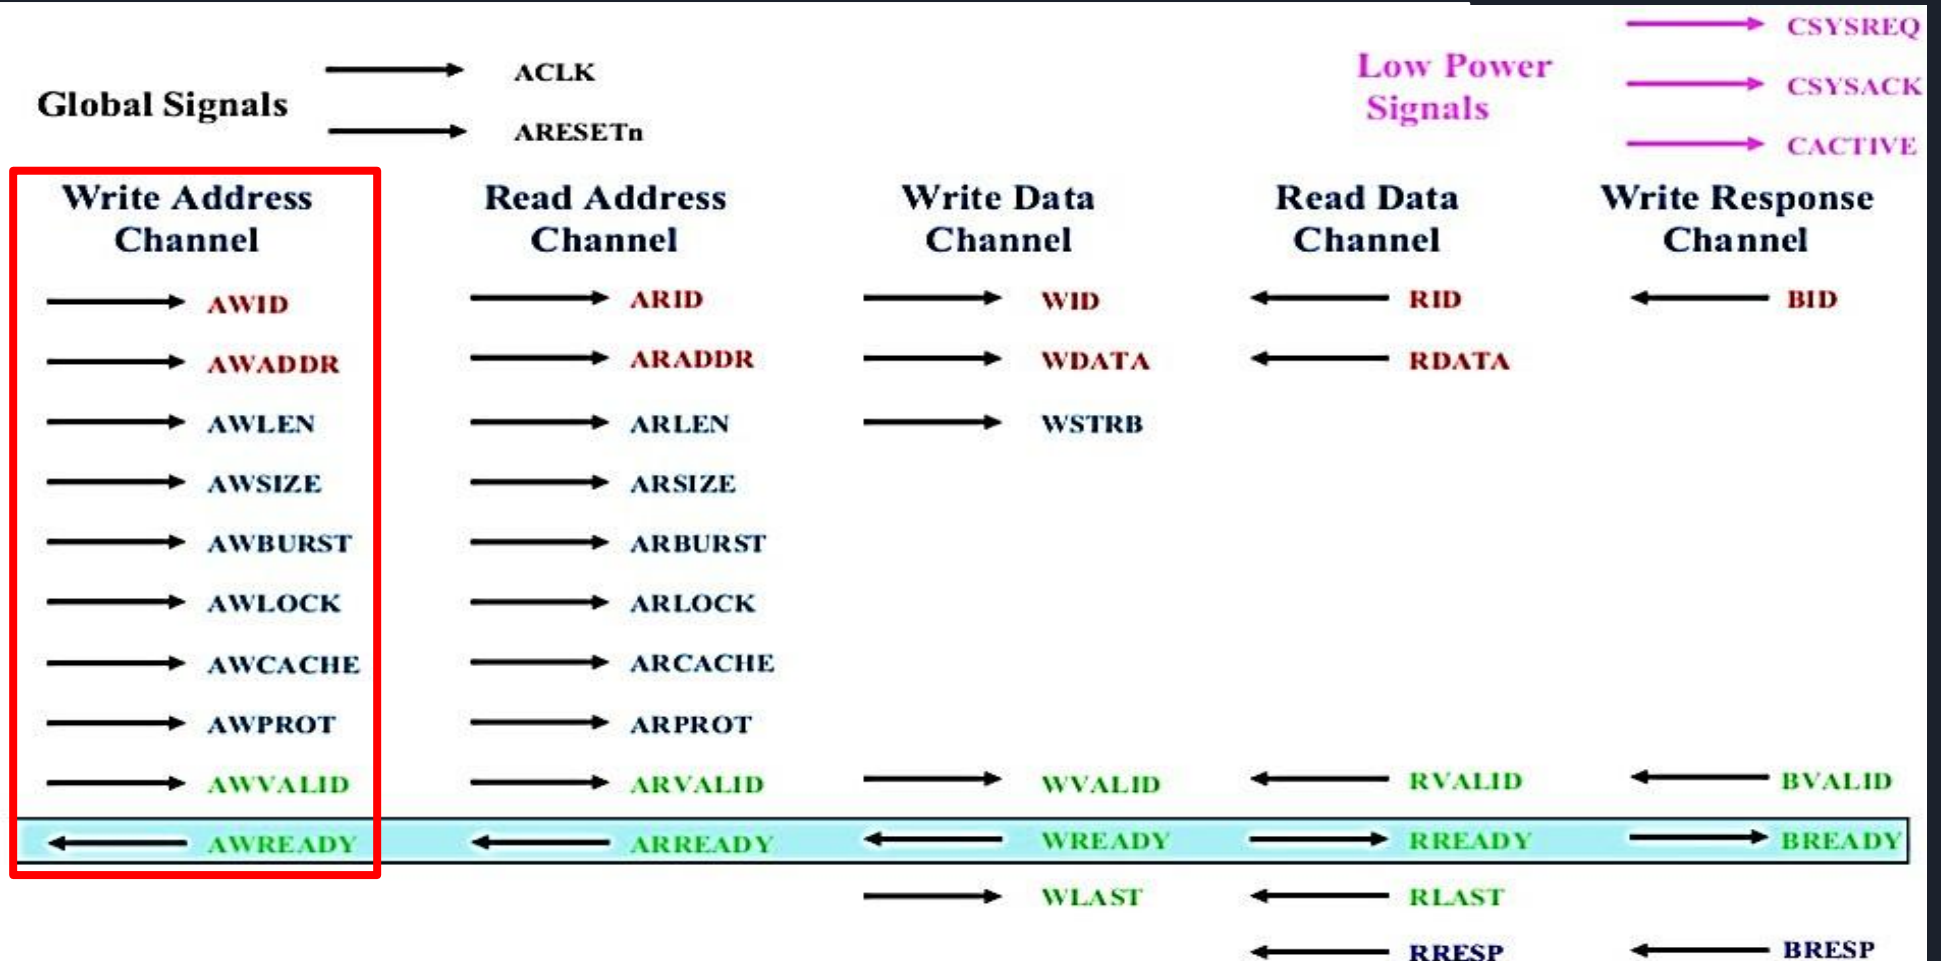 CSYSREQ
Low Power
Signals
CSYSACK
CACTIVE
Global Signals
ACLK
ARESETn
Write Address
Channel
Read Address
Channel
Write Data
Channel
Read Data
Channel
Write Response
Channel
AWID
ARID
WID
RID
BID
AWADDR
ARADDR
WDATA
RDATA
AWLEN
ARLEN
WSTRB
AWSIZE
ARSIZE
AWBURST
ARBURST
AWLOCK
ARLOCK
AWCACHE
ARCACHE
AWPROT
ARPROT
AWVALID
ARVALID
WVALID
RVALID
BVALID
AWREADY
ARREADY
WREADY
RREADY
BREADY
WLAST
RLAST
RRESP
BRESP